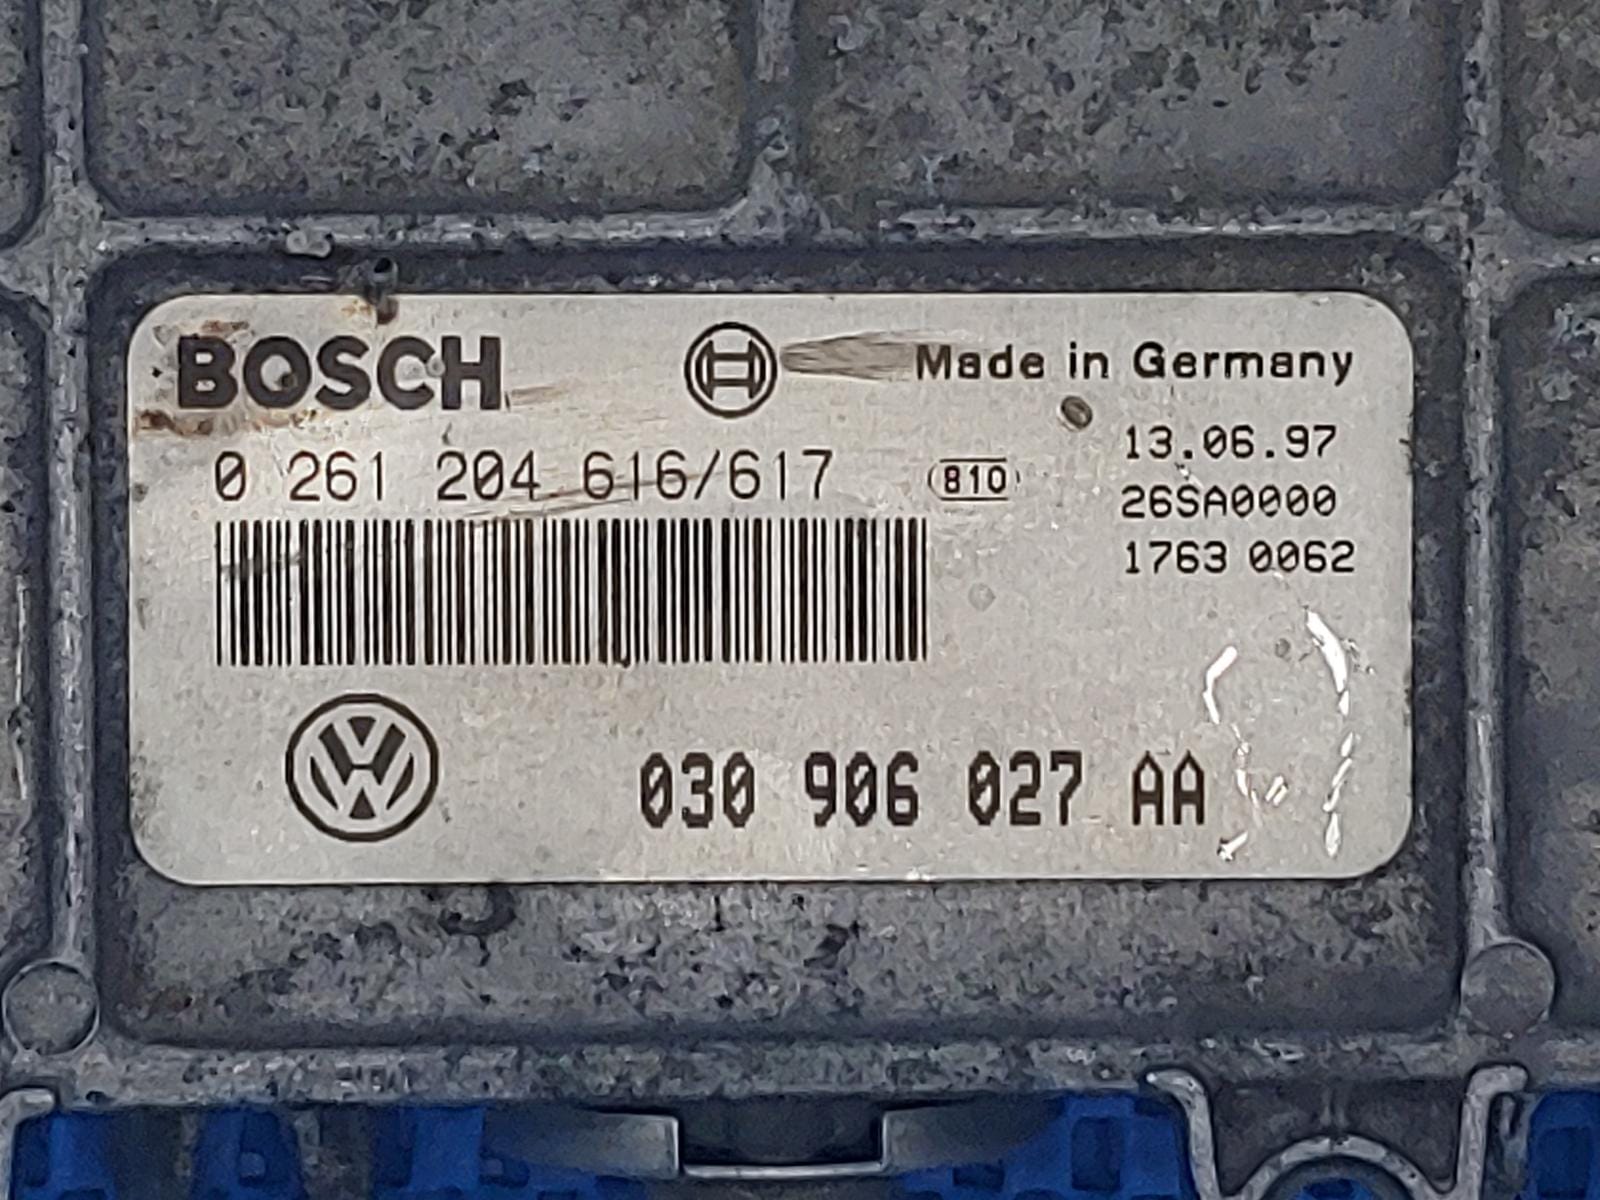 BOSCH
Made in Germany
0 261 204 616/617
810
13.06.97
26SA0000
1763 0062
VW
030 906 027 AA